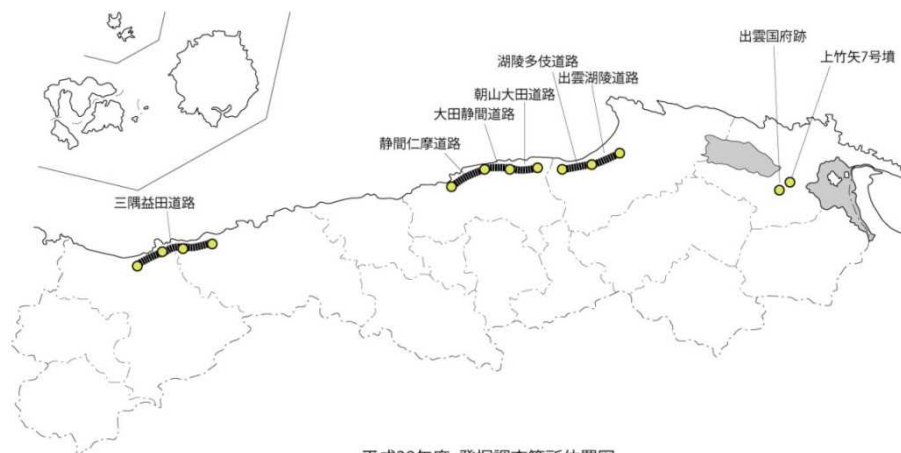 出雲国府跡
上竹矢7号墳
湖陵多伎道路
出雲湖陵道路
朝山大田道路
大田静間道路
静間仁摩道路
三隅益田道路